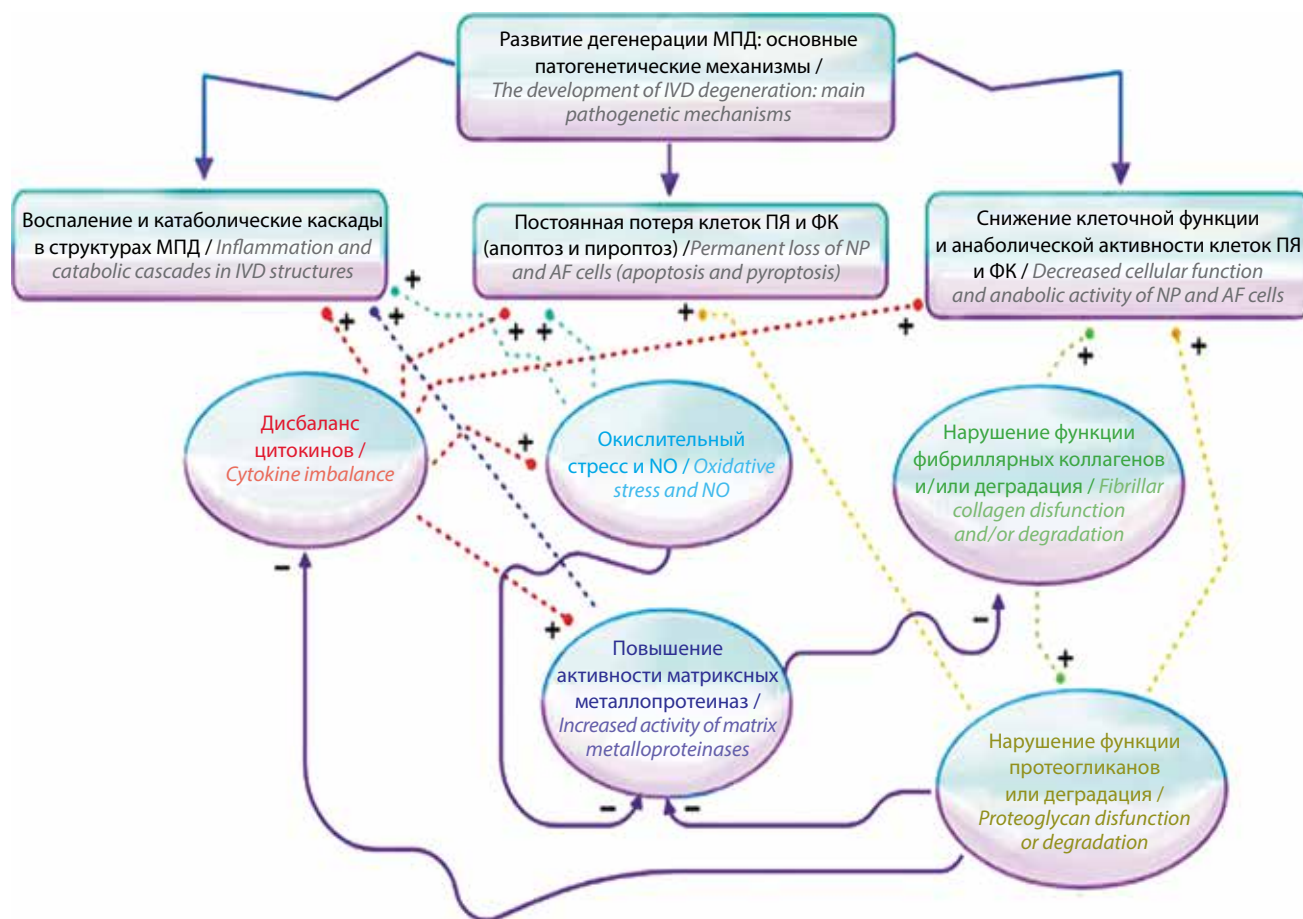 Развитие дегенерации МПД: основные
патогенетические механизмы /
The development of IVD degeneration: main
pathogenetic mechanisms
Воспаление и катаболические каскады
в структурах МПД / Inflammation and
catabolic cascades in IVD structures
Постоянная потеря клеток ПЯ и ФК
(апоптоз и пироптоз) /Permanent loss of NP
and AF cells (apoptosis and pyroptosis)
Снижение клеточной функции
и анаболической активности клеток ПЯ
и ФК / Decreased cellular function
and anabolic activity of NP and AF cells
+
+
+
+
+
+
+
+
+
Дисбаланс
цитокинов /
Cytokine imbalance
+
Окислительный
стресс и NO / Oxidative
stress and NO
Нарушение функции
фибриллярных коллагенов
и/или деградация / Fibrillar
collagen disfunction
and/or degradation
–
+
–
+
Повышение
активности матриксных
металлопротеиназ /
Increased activity of matrix
metalloproteinases
Нарушение функции
протеогликанов
или деградация /
Proteoglycan disfunction
or degradation
–
–